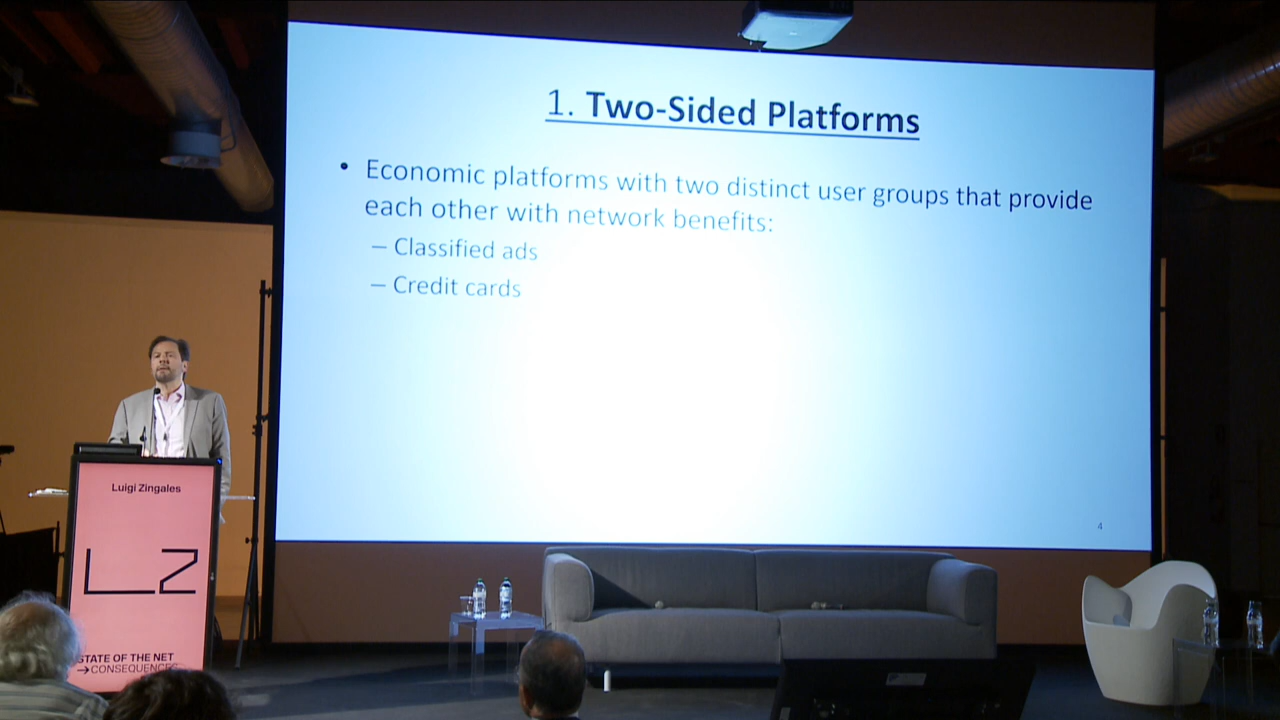 1. Two-Sided Platforms
• Economic platforms with two distinct user groups that provide
each other with network benefits:
– Classified ads
– Credit cards
4
Luigi Zingales
LZ
STATE OF THE NET
→CONSEQUENCES